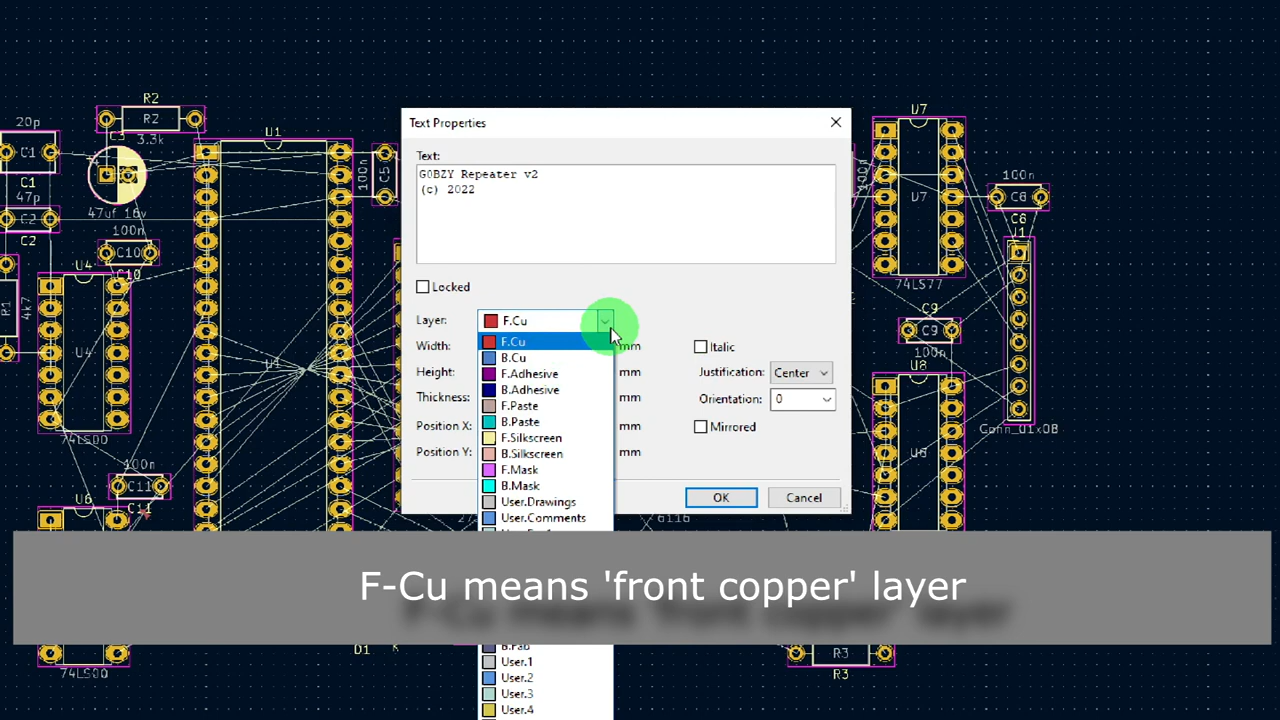 R2
20p
R2
C3
3.3k
U1
U7
C1
100n
C5
C1
47p
47uf 16v
C2
100n
C2
C10
U4
C10
R1
4k7
U4
U1
74LS00
100n
C11
U6
C11
74LS00
D1
Text Properties
Text:
G0BZY Repeater v2
(c) 2022
Locked
Layer:
F.Cu
Width:
Height:
Thickness:
Position X:
Position Y:
F.Cu
B.Cu
F.Adhesive
B.Adhesive
F.Paste
B.Paste
F.Silkscreen
B.Silkscreen
F.Mask
B.Mask
User.Drawings
User.Comments
B.Fab
User.1
User.2
User.3
User.4
mm
mm
mm
mm
mm
Italic
Justification:
Center
Orientation:
0
Mirrored
OK
Cancel
6116
100n
U7
100n
C6
C6
J1
74LS77
C9
C9
100n
U8
Conn_01x08
R3
R3
F-Cu means 'front copper' layer